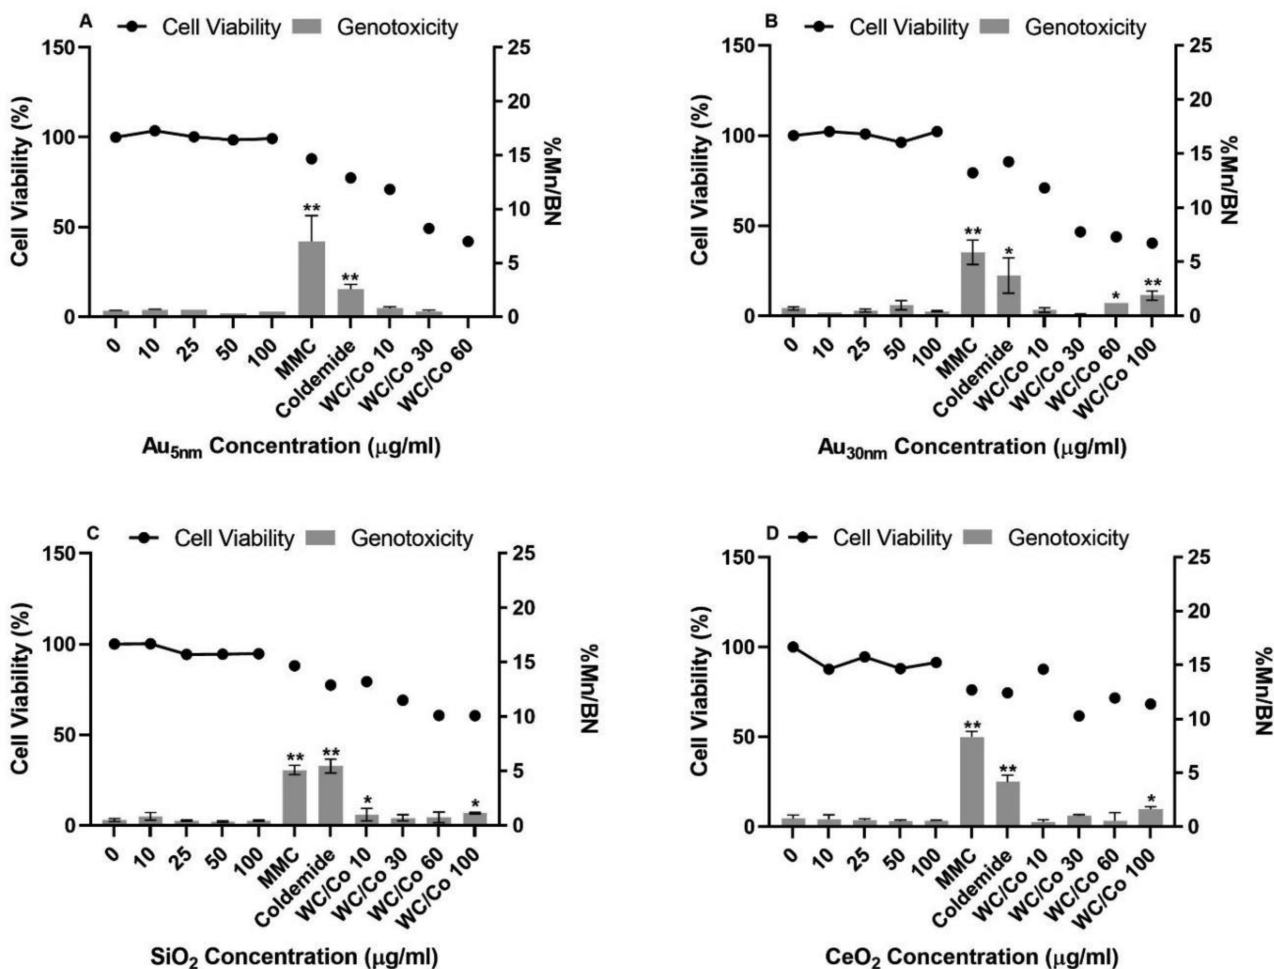 A
Cell Viability Genotoxicity
150
100
50
0
25
20
15
10
5
0
Cell Viability (%)
%Mn/BN
0 10 25 50 100 MMC Coldemide WC/Co 10 WC/Co 30 WC/Co 60
** **
Au5nm Concentration (µg/ml)
B
Cell Viability Genotoxicity
150
100
50
0
25
20
15
10
5
0
Cell Viability (%)
%Mn/BN
0 10 25 50 100 MMC Coldemide WC/Co 10 WC/Co 30 WC/Co 60 WC/Co 100
** * * **
Au30nm Concentration (µg/ml)
C
Cell Viability Genotoxicity
150
100
50
0
25
20
15
10
5
0
Cell Viability (%)
%Mn/BN
0 10 25 50 100 MMC Coldemide WC/Co 10 WC/Co 30 WC/Co 60 WC/Co 100
** ** * *
SiO2 Concentration (µg/ml)
D
Cell Viability Genotoxicity
150
100
50
0
25
20
15
10
5
0
Cell Viability (%)
%Mn/BN
0 10 25 50 100 MMC Coldemide WC/Co 10 WC/Co 30 WC/Co 60 WC/Co 100
** ** *
CeO2 Concentration (µg/ml)